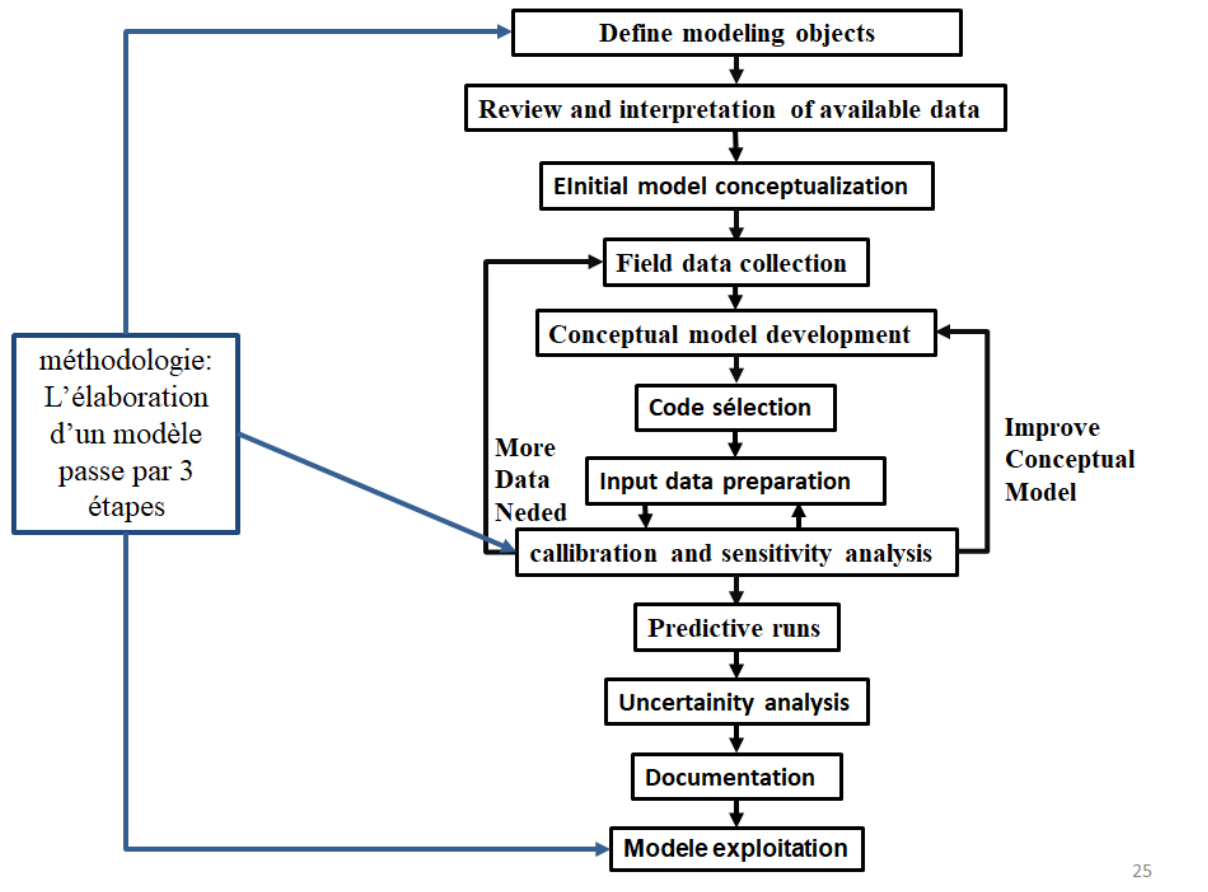 Define modeling objects
Review and interpretation of available data
EInitial model conceptualization
Field data collection
Conceptual model development
Code sélection
Input data preparation
callibration and sensitivity analysis
Predictive runs
Uncertainity analysis
Documentation
Modele exploitation
méthodologie:
L’élaboration
d’un modèle
passe par 3
étapes
More
Data
Neded
Improve
Conceptual
Model
25